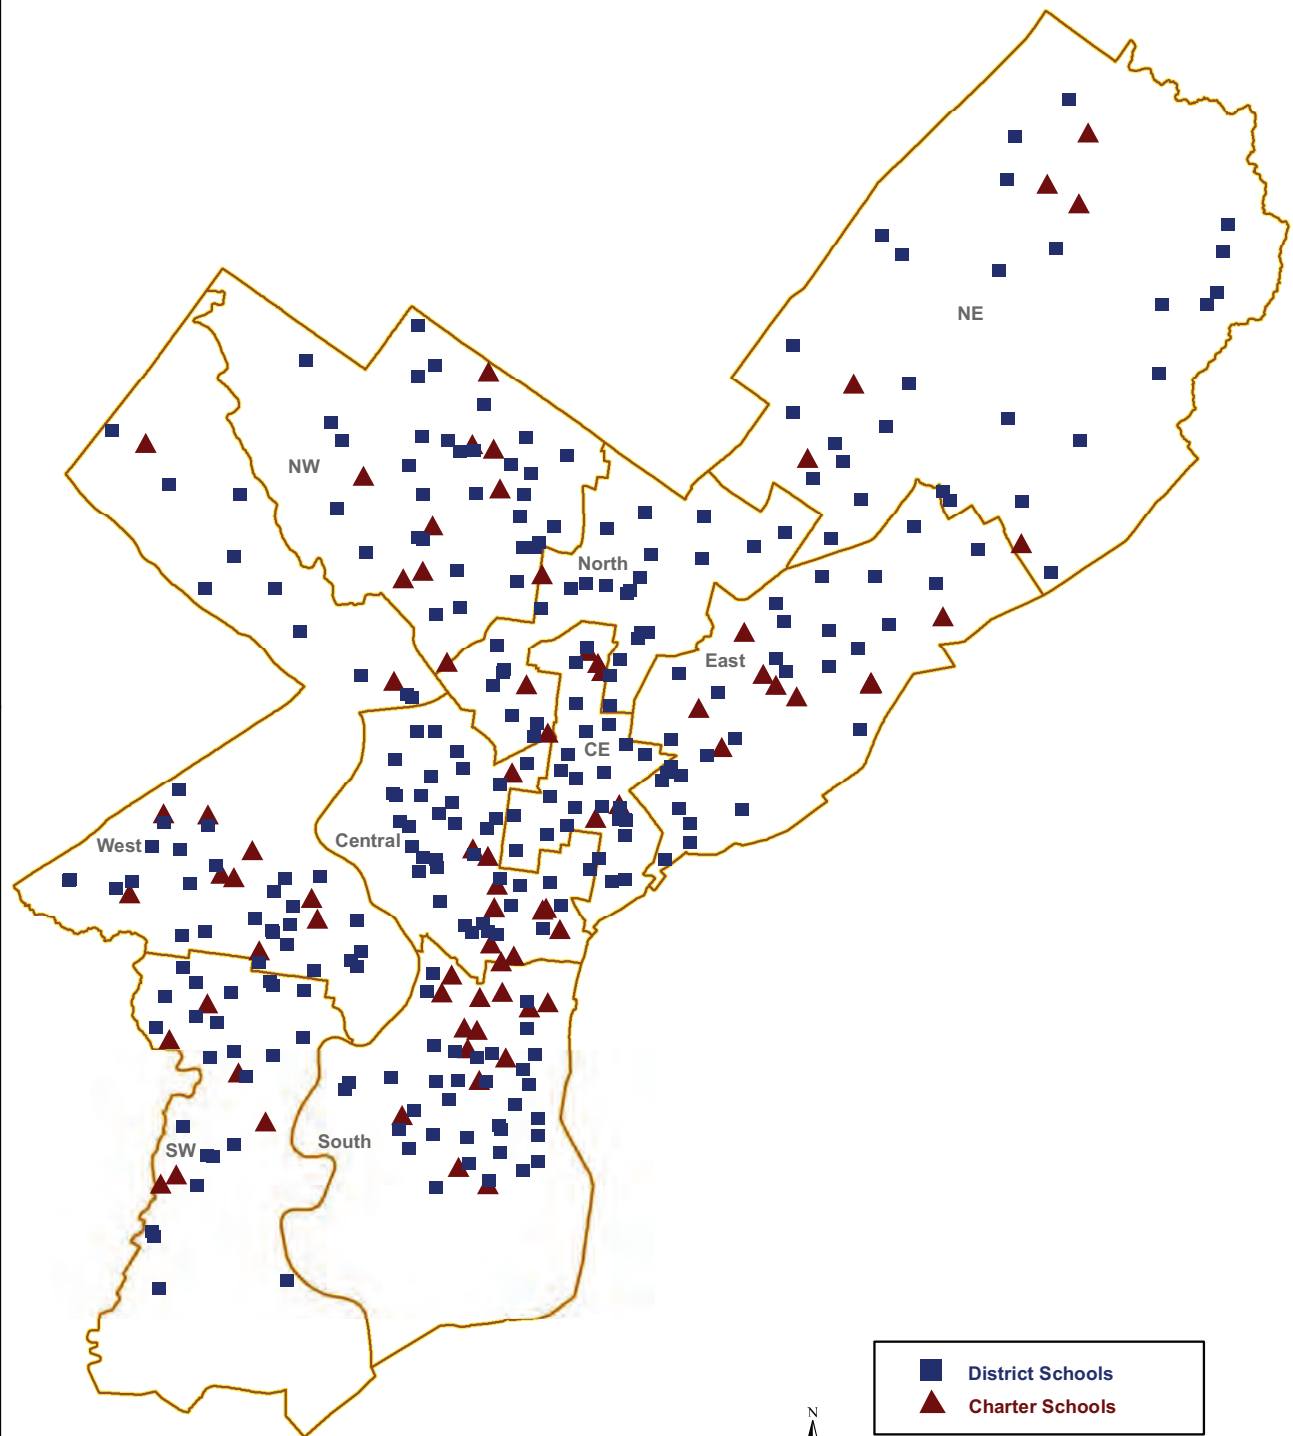 NE
NW
North
East
CE
West
Central
SW
South
District Schools
Charter Schools
N